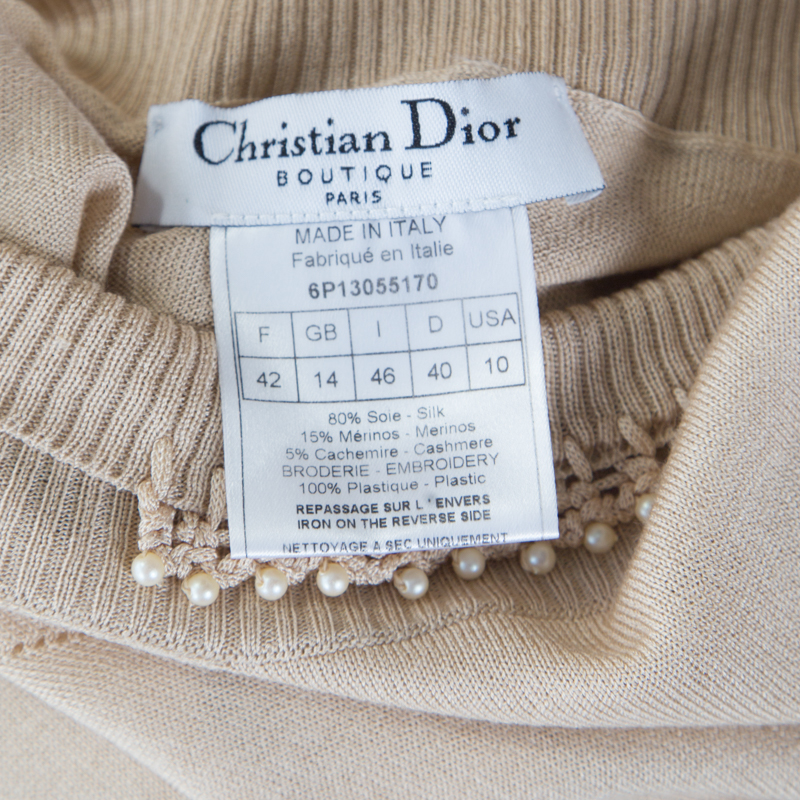 Christian Dior
BOUTIQUE
PARIS
MADE IN ITALY
Fabriqué en Italie
6P13055170
F GB I D USA
42 14 46 40 10
80% Soie - Silk
15% Mérinos - Merinos
5% Cachemire - Cashmere
BRODERIE - EMBROIDERY
100% Plastique - Plastic
REPASSAGE SUR L'ENVERS
IRON ON THE REVERSE SIDE
NETTOYAGE A SEC UNIQUEMENT